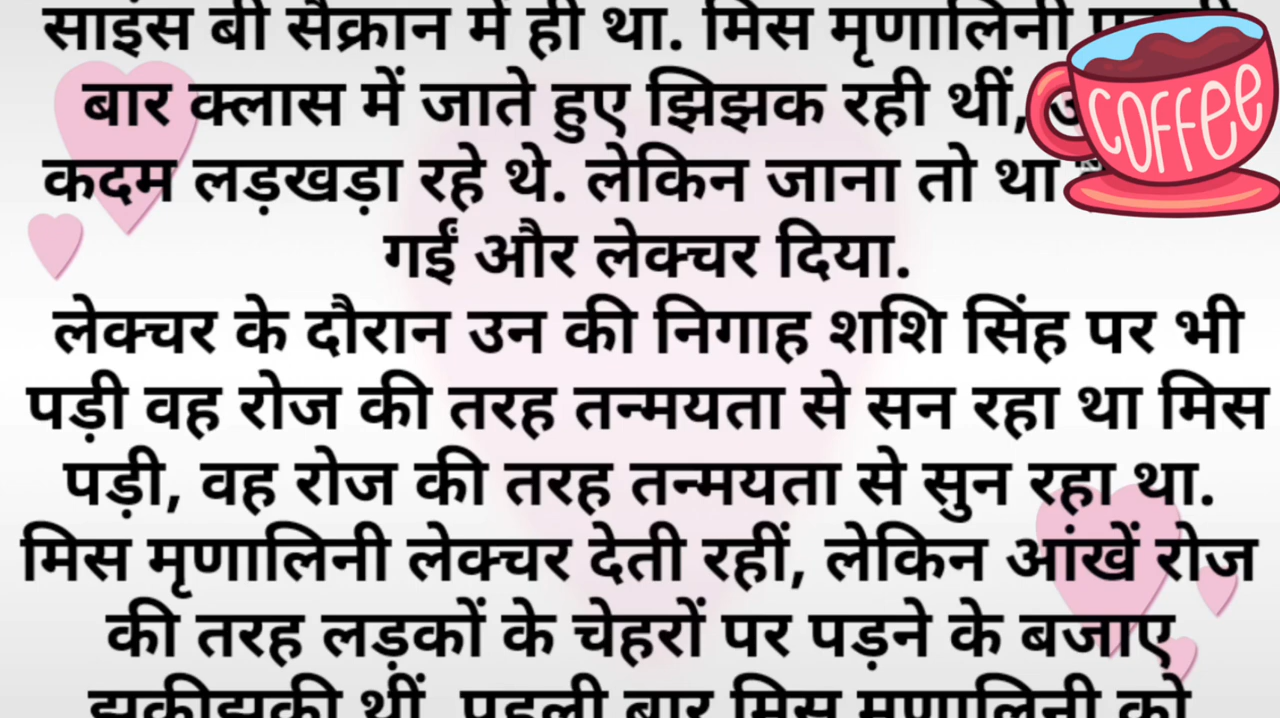 साइंस बी सैक्रान में ही था. मिस मृणालिनी
बार क्लास में जाते हुए झिझक रही थीं,
कदम लड़खड़ा रहे थे. लेकिन जाना तो था
गईं और लेक्चर दिया.
लेक्चर के दौरान उन की निगाह शशि सिंह पर भी
पड़ी वह रोज की तरह तन्मयता से सन रहा था मिस
पड़ी, वह रोज की तरह तन्मयता से सुन रहा था.
मिस मृणालिनी लेक्चर देती रहीं, लेकिन आंखें रोज
की तरह लड़कों के चेहरों पर पड़ने के बजाए
झुकीझुकी थीं. पहली बार मिस मृणालिनी को
COFFee